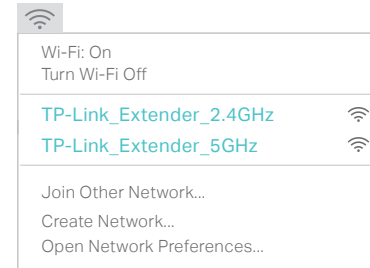 Wi-Fi: On
Turn Wi-Fi Off
TP-Link_Extender_2.4GHz
TP-Link_Extender_5GHz
Join Other Network...
Create Network...
Open Network Preferences...